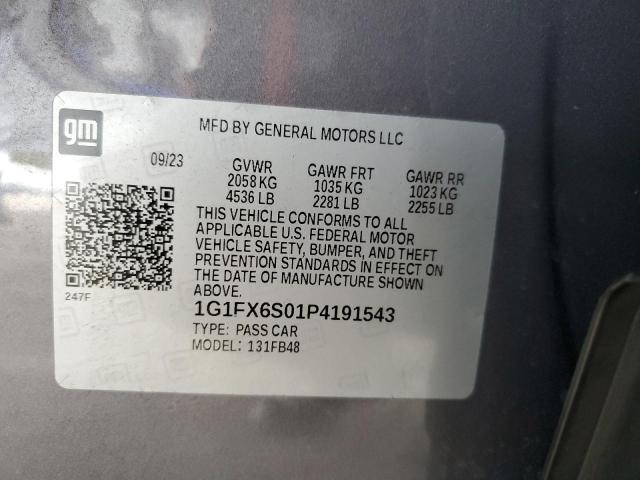 gm
MFD BY GENERAL MOTORS LLC
09/23 GVWR GAWR FRT GAWR RR
2058 KG 1035 KG 1023 KG
4536 LB 2281 LB 2255 LB
THIS VEHICLE CONFORMS TO ALL
APPLICABLE U.S. FEDERAL MOTOR
VEHICLE SAFETY, BUMPER, AND THEFT
PREVENTION STANDARDS IN EFFECT ON
THE DATE OF MANUFACTURE SHOWN
ABOVE.
247F
1G1FX6S01P4191543
TYPE: PASS CAR
MODEL: 131FB48